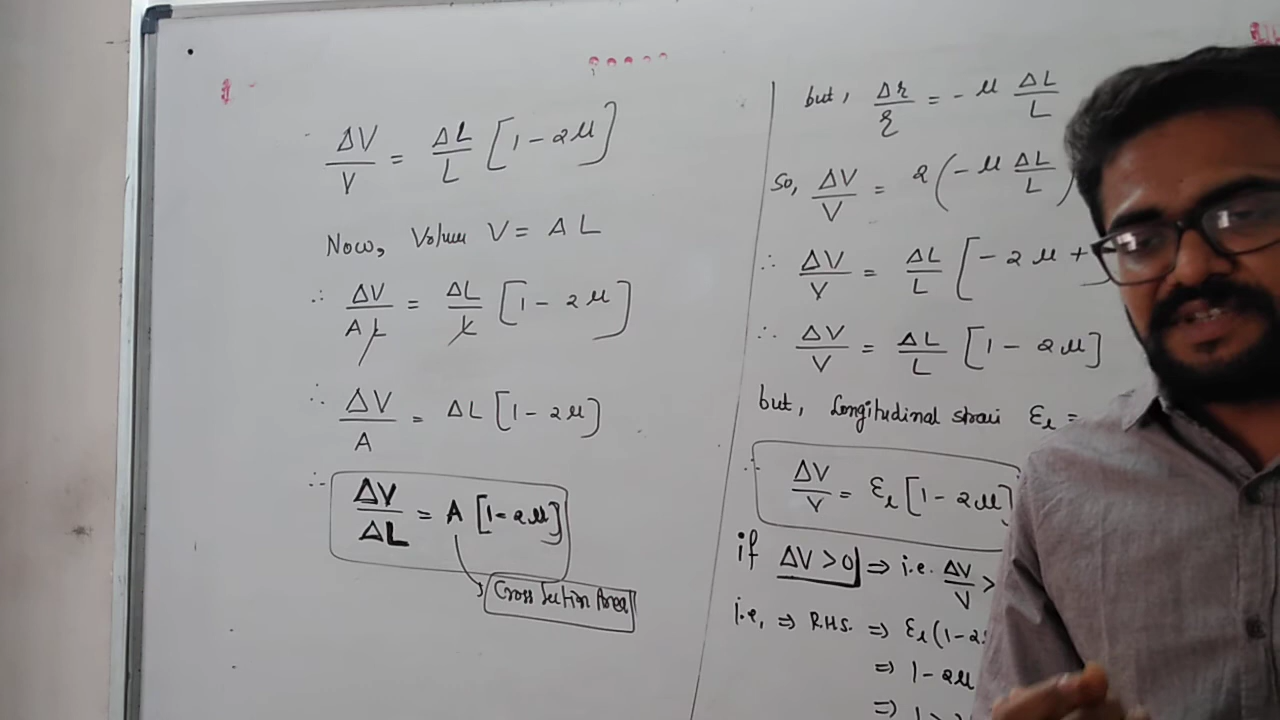 ΔV/V = ΔL/L [1 - 2μ]
Now, Volume V = A L
∴ ΔV/AL = ΔL/L [1 - 2μ]
∴ ΔV/A = ΔL [1 - 2μ]
∴ ΔV/ΔL = A [1 - 2μ]
Cross Section Area
but, Δr/r = - μ ΔL/L
So, ΔV/V = 2(- μ ΔL/L)
∴ ΔV/V = ΔL/L [- 2μ +
∴ ΔV/V = ΔL/L [1 - 2μ]
but, Longitudinal strain ε_l =
∴ ΔV/V = ε_l [1 - 2μ]
if ΔV > 0 ⇒ i.e. ΔV/V >
i.e, ⇒ R.H.S. ⇒ ε_l (1 - 2
⇒ 1 - 2μ
⇒ 1 >